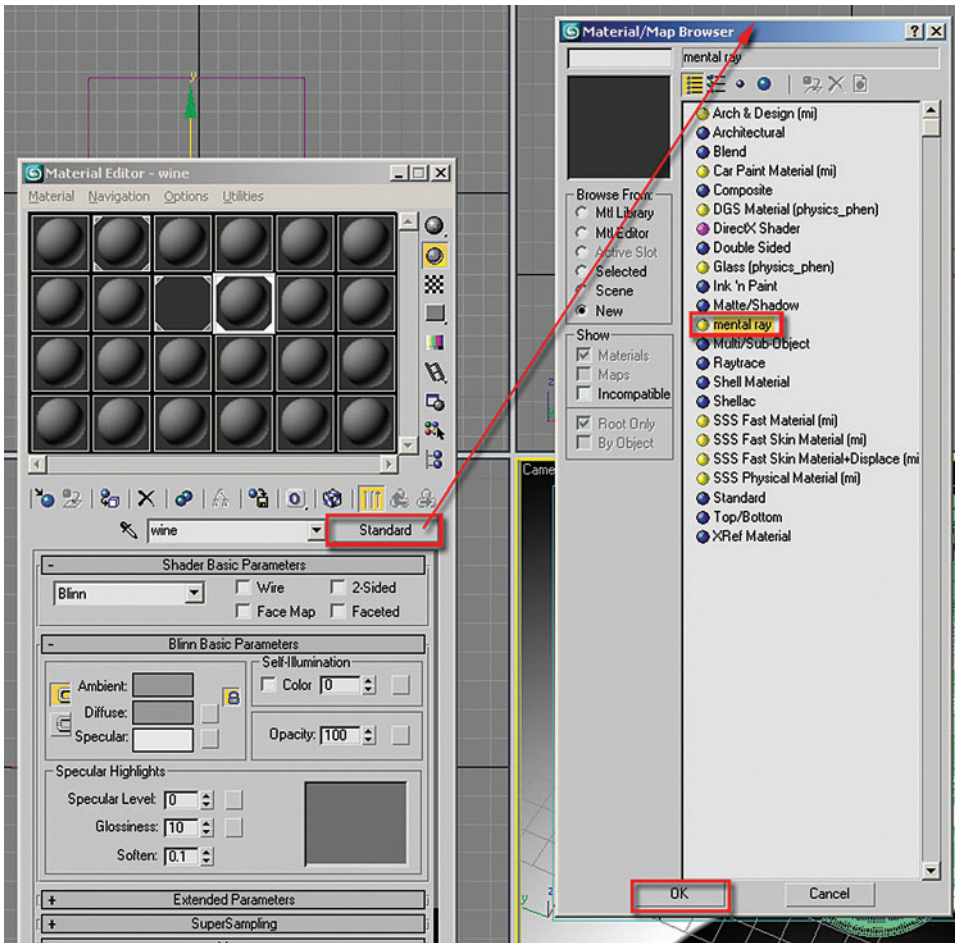 y
Material Editor - wine
Material Navigation Options Utilities
wine
Standard
- Shader Basic Parameters
Blinn
Wire 2-Sided
Face Map Faceted
- Blinn Basic Parameters
Ambient:
Diffuse:
Specular:
Self-Illumination
Color 0
Opacity: 100
Specular Highlights
Specular Level: 0
Glossiness: 10
Soften: 0.1
+ Extended Parameters
+ SuperSampling
Material/Map Browser
mental ray
Browse From:
Mtl Library
Mtl Editor
Active Slot
Selected
Scene
New
Show
Materials
Maps
Incompatible
Root Only
By Object
Arch & Design (mi)
Architectural
Blend
Car Paint Material (mi)
Composite
DGS Material (physics_phen)
DirectX Shader
Double Sided
Glass (physics_phen)
Ink 'n Paint
Matte/Shadow
mental ray
Multi/Sub-Object
Raytrace
Shell Material
Shellac
SSS Fast Material (mi)
SSS Fast Skin Material (mi)
SSS Fast Skin Material+Displace (mi
SSS Physical Material (mi)
Standard
Top/Bottom
XRef Material
OK Cancel
z
Came
z
y